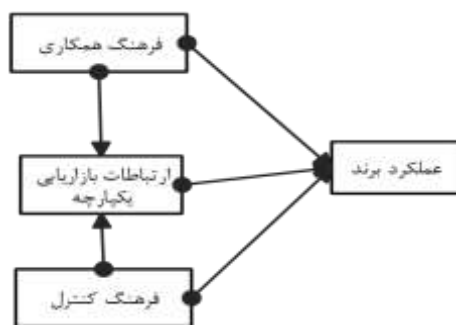 فرهنگ همکاری
ارتباطات بازاریابی
یکپارچه
عملکرد برند
فرهنگ کنترل